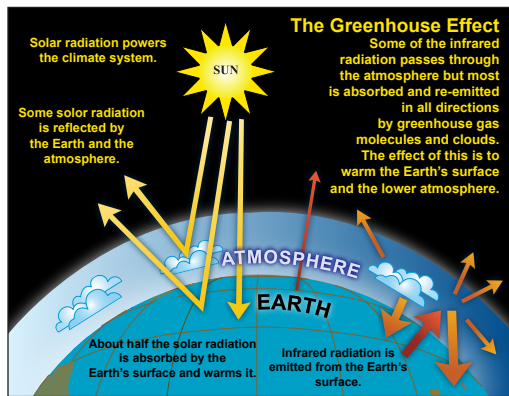 The Greenhouse Effect
Solar radiation powers
the climate system.
SUN
Some of the infrared
radiation passes through
the atmosphere but most
is absorbed and re-emitted
in all directions
by greenhouse gas
molecules and clouds.
The effect of this is to
warm the Earth's surface
and the lower atmosphere.
Some solor radiation
is reflected by
the Earth and the
atmosphere.
ATMOSPHERE
EARTH
About half the solar radiation
is absorbed by the
Earth's surface and warms it.
Infrared radiation is
emitted from the Earth's
surface.